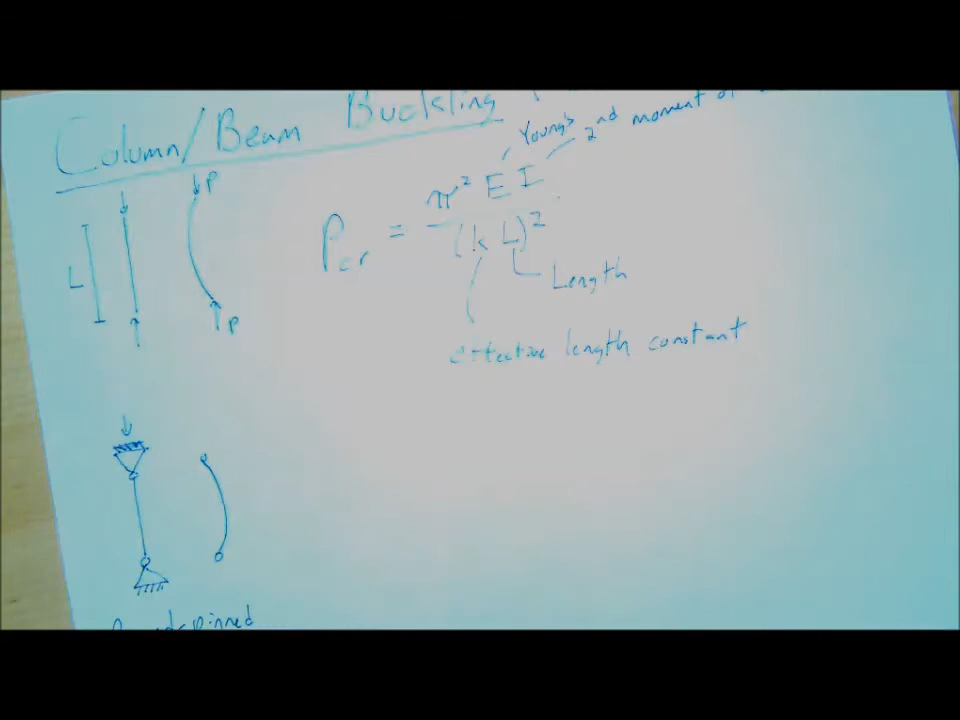 Column/Beam Buckling
Young's
2nd moment of
P
L
P
Pcr = π² E I / (k L)²
Length
effective length constant
pinned